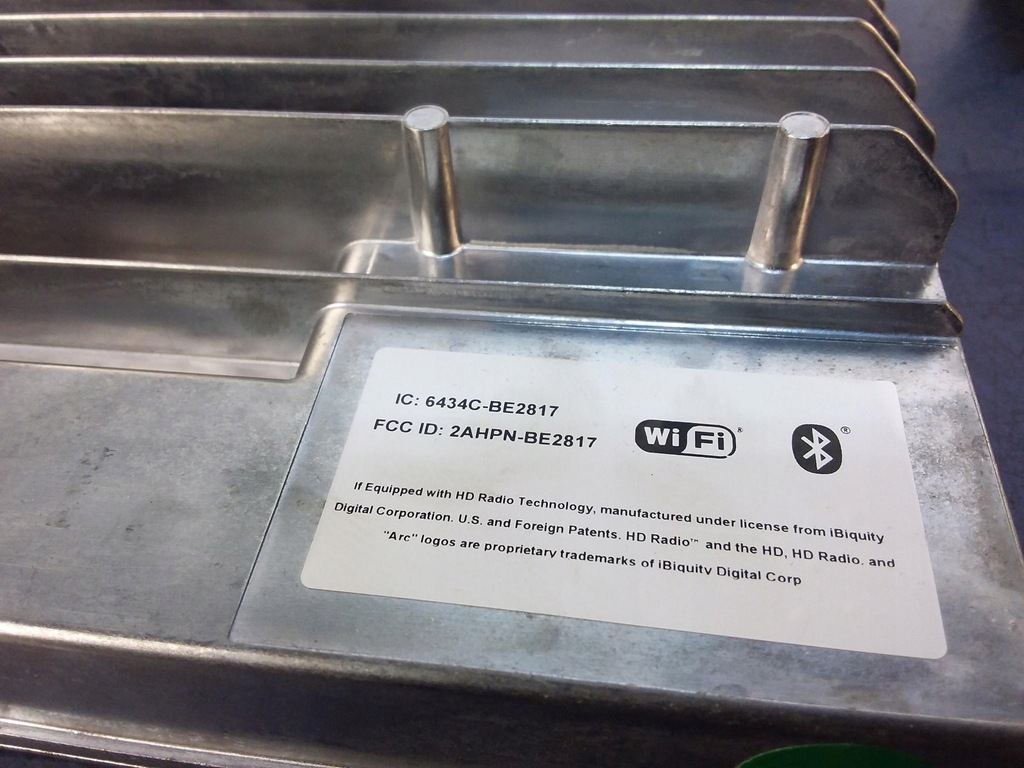 IC: 6434C-BE2817
FCC ID: 2AHPN-BE2817
Wi Fi ®
®
If Equipped with HD Radio Technology, manufactured under license from iBiquity
Digital Corporation. U.S. and Foreign Patents. HD Radio™ and the HD, HD Radio. and
"Arc" logos are proprietary trademarks of iBiquity Digital Corp